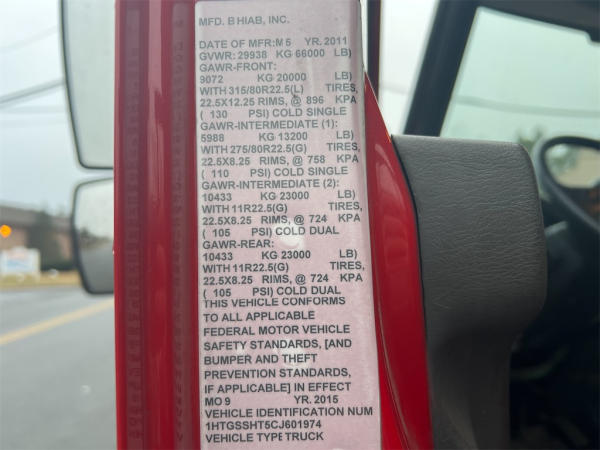 MFD. B HIAB, INC.
DATE OF MFR:M 5 YR. 2011
GVWR: 29938 KG 66000 LB)
GAWR-FRONT:
9072 KG 20000 LB)
WITH 315/80R22.5(L) TIRES,
22.5X12.25 RIMS, @ 896 KPA
( 130 PSI) COLD SINGLE
GAWR-INTERMEDIATE (1):
5988 KG 13200 LB)
WITH 275/80R22.5(G) TIRES,
22.5X8.25 RIMS, @ 758 KPA
( 110 PSI) COLD SINGLE
GAWR-INTERMEDIATE (2):
10433 KG 23000 LB)
WITH 11R22.5(G) TIRES,
22.5X8.25 RIMS, @ 724 KPA
( 105 PSI) COLD DUAL
GAWR-REAR:
10433 KG 23000 LB)
WITH 11R22.5(G) TIRES,
22.5X8.25 RIMS, @ 724 KPA
( 105 PSI) COLD DUAL
THIS VEHICLE CONFORMS
TO ALL APPLICABLE
FEDERAL MOTOR VEHICLE
SAFETY STANDARDS, [AND
BUMPER AND THEFT
PREVENTION STANDARDS,
IF APPLICABLE] IN EFFECT
MO 9 YR. 2015
VEHICLE IDENTIFICATION NUM
1HTGSSHT5CJ601974
VEHICLE TYPE TRUCK